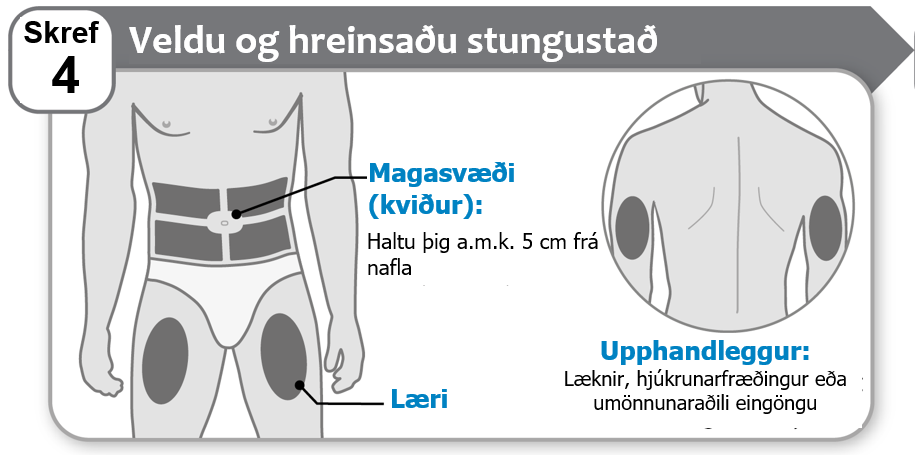 Skref
4
Veldu og hreinsaðu stungustað
Magasvæði
(kviður):
Haltu þig a.m.k. 5 cm frá
nafla
Læri
Upphandleggur:
Læknir, hjúkrunarfræðingur eða
umönnunaraðili eingöngu